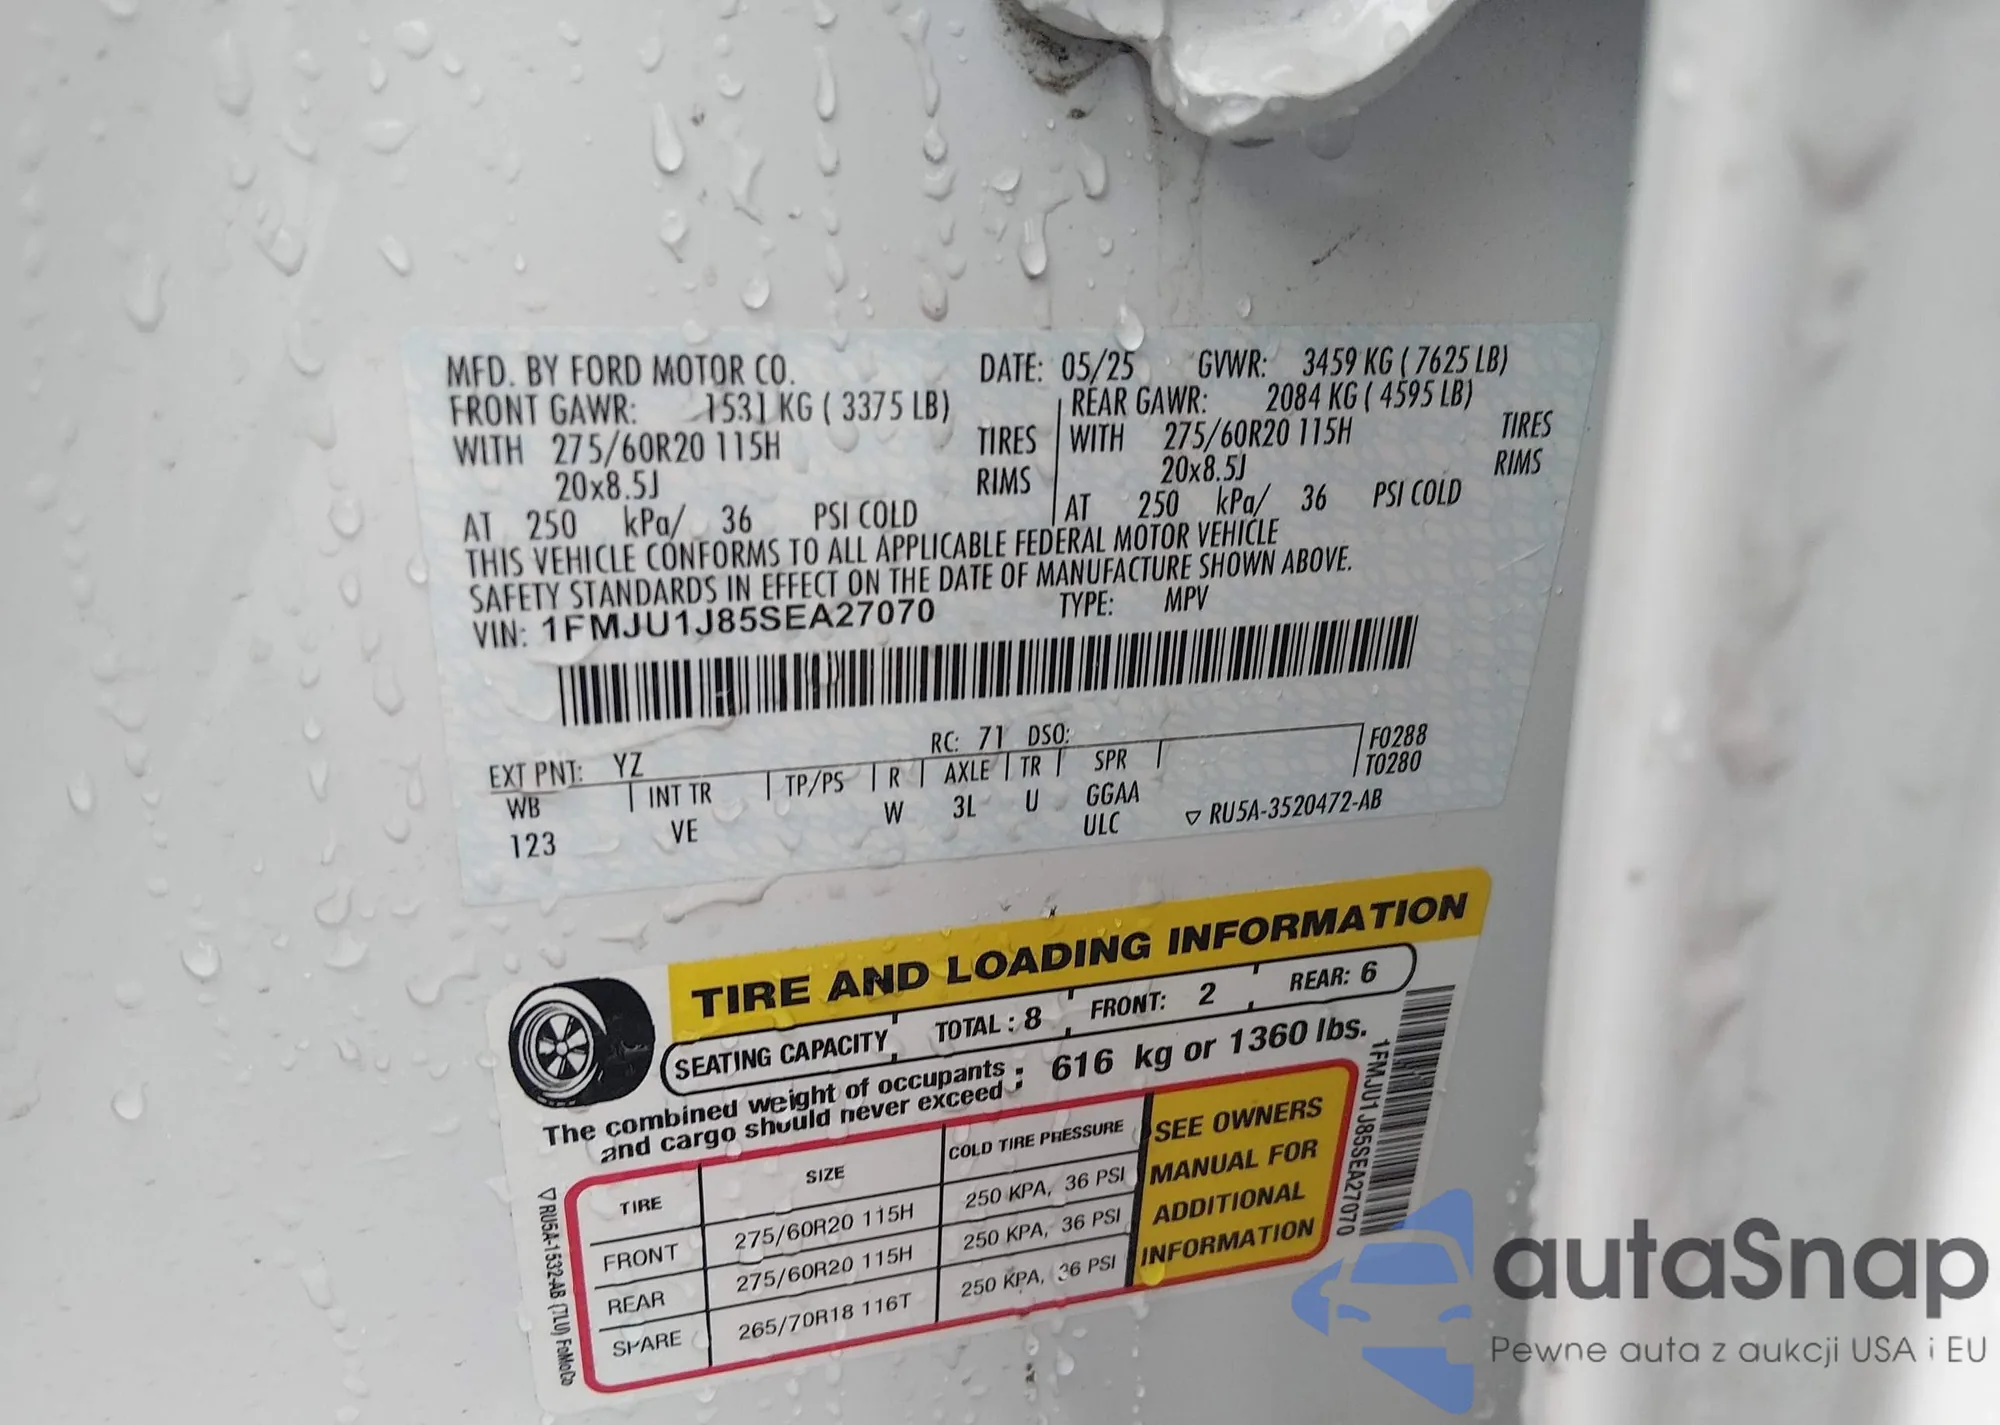 MFD. BY FORD MOTOR CO. DATE: 05/25 GVWR: 3459 KG ( 7625 LB)
FRONT GAWR: 1531 KG ( 3375 LB) REAR GAWR: 2084 KG ( 4595 LB)
WITH 275/60R20 115H TIRES WITH 275/60R20 115H TIRES
20x8.5J RIMS 20x8.5J RIMS
AT 250 kPa/ 36 PSI COLD AT 250 kPa/ 36 PSI COLD
THIS VEHICLE CONFORMS TO ALL APPLICABLE FEDERAL MOTOR VEHICLE
SAFETY STANDARDS IN EFFECT ON THE DATE OF MANUFACTURE SHOWN ABOVE.
VIN: 1FMJU1J85SEA27070 TYPE: MPV
EXT PNT: YZ RC: 71 DSO: F0288
WB INT TR TP/PS R AXLE TR SPR T0280
123 VE W 3L U GGAA
ULC ▽ RU5A-3520472-AB
TIRE AND LOADING INFORMATION
SEATING CAPACITY TOTAL : 8 FRONT: 2 REAR: 6
The combined weight of occupants and cargo should never exceed : 616 kg or 1360 lbs.
TIRE SIZE COLD TIRE PRESSURE
FRONT 275/60R20 115H 250 KPA, 36 PSI
REAR 275/60R20 115H 250 KPA, 36 PSI
SPARE 265/70R18 116T 250 KPA, 36 PSI
SEE OWNERS
MANUAL FOR
ADDITIONAL
INFORMATION
1FMJU1J85SEA27070
▽ RU5A-1532-AB (TLU) FoMoCo
autaSnap
Pewne auta z aukcji USA i EU